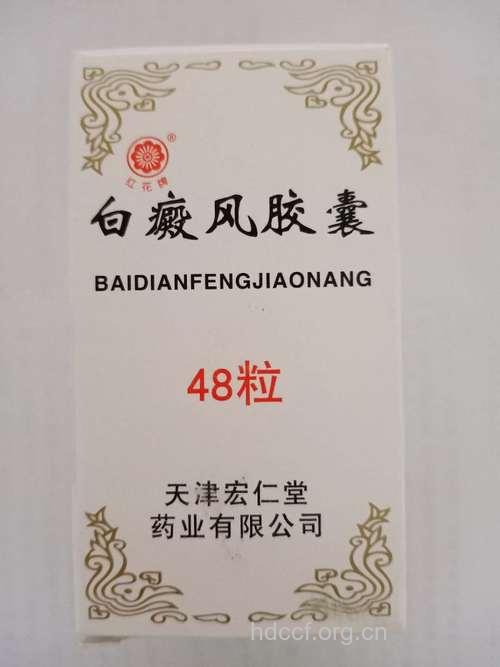 ®
红花牌
白癜风胶囊
BAIDIANFENGJIAONANG
48粒
天津宏仁堂
药业有限公司
hdccf.org.cn